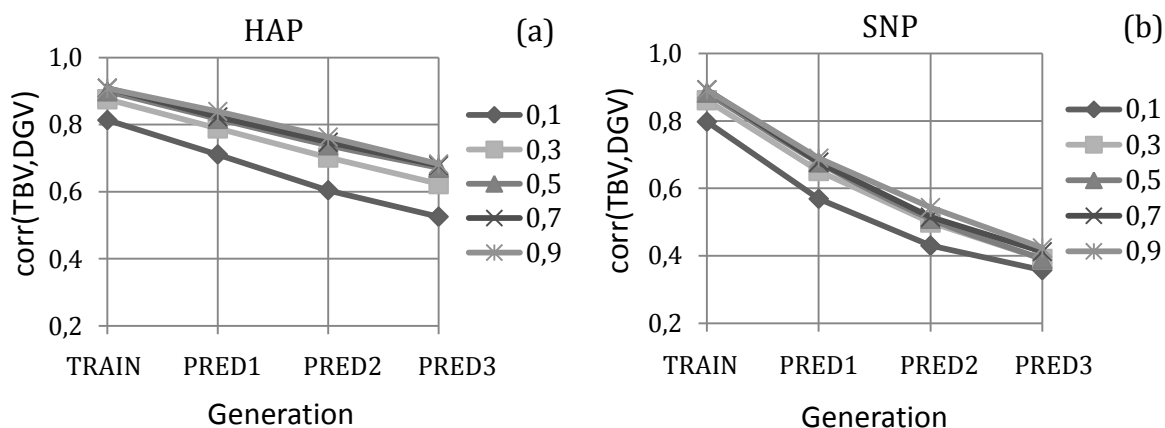 HAP
(a)
corr(TBV,DGV)
1,0
0,8
0,6
0,4
0,2
TRAIN PRED1 PRED2 PRED3
Generation
0,1
0,3
0,5
0,7
0,9
SNP
(b)
corr(TBV,DGV)
1,0
0,8
0,6
0,4
0,2
TRAIN PRED1 PRED2 PRED3
Generation
0,1
0,3
0,5
0,7
0,9